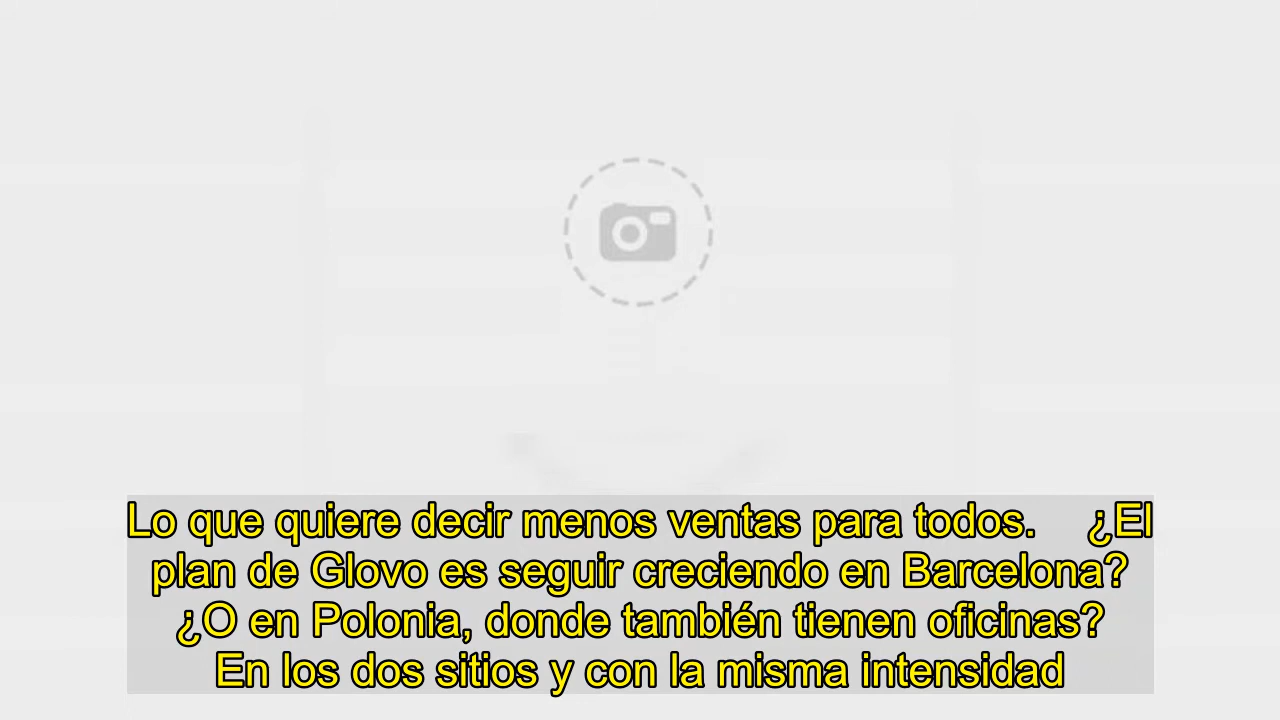 Lo que quiere decir menos ventas para todos. ¿El
plan de Glovo es seguir creciendo en Barcelona?
¿O en Polonia, donde también tienen oficinas?
En los dos sitios y con la misma intensidad